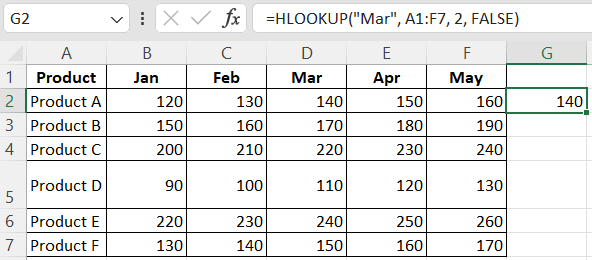 G2 fx =HLOOKUP("Mar", A1:F7, 2, FALSE)
A B C D E F G
1 Product Jan Feb Mar Apr May
2 Product A 120 130 140 150 160 140
3 Product B 150 160 170 180 190
4 Product C 200 210 220 230 240
5 Product D 90 100 110 120 130
6 Product E 220 230 240 250 260
7 Product F 130 140 150 160 170